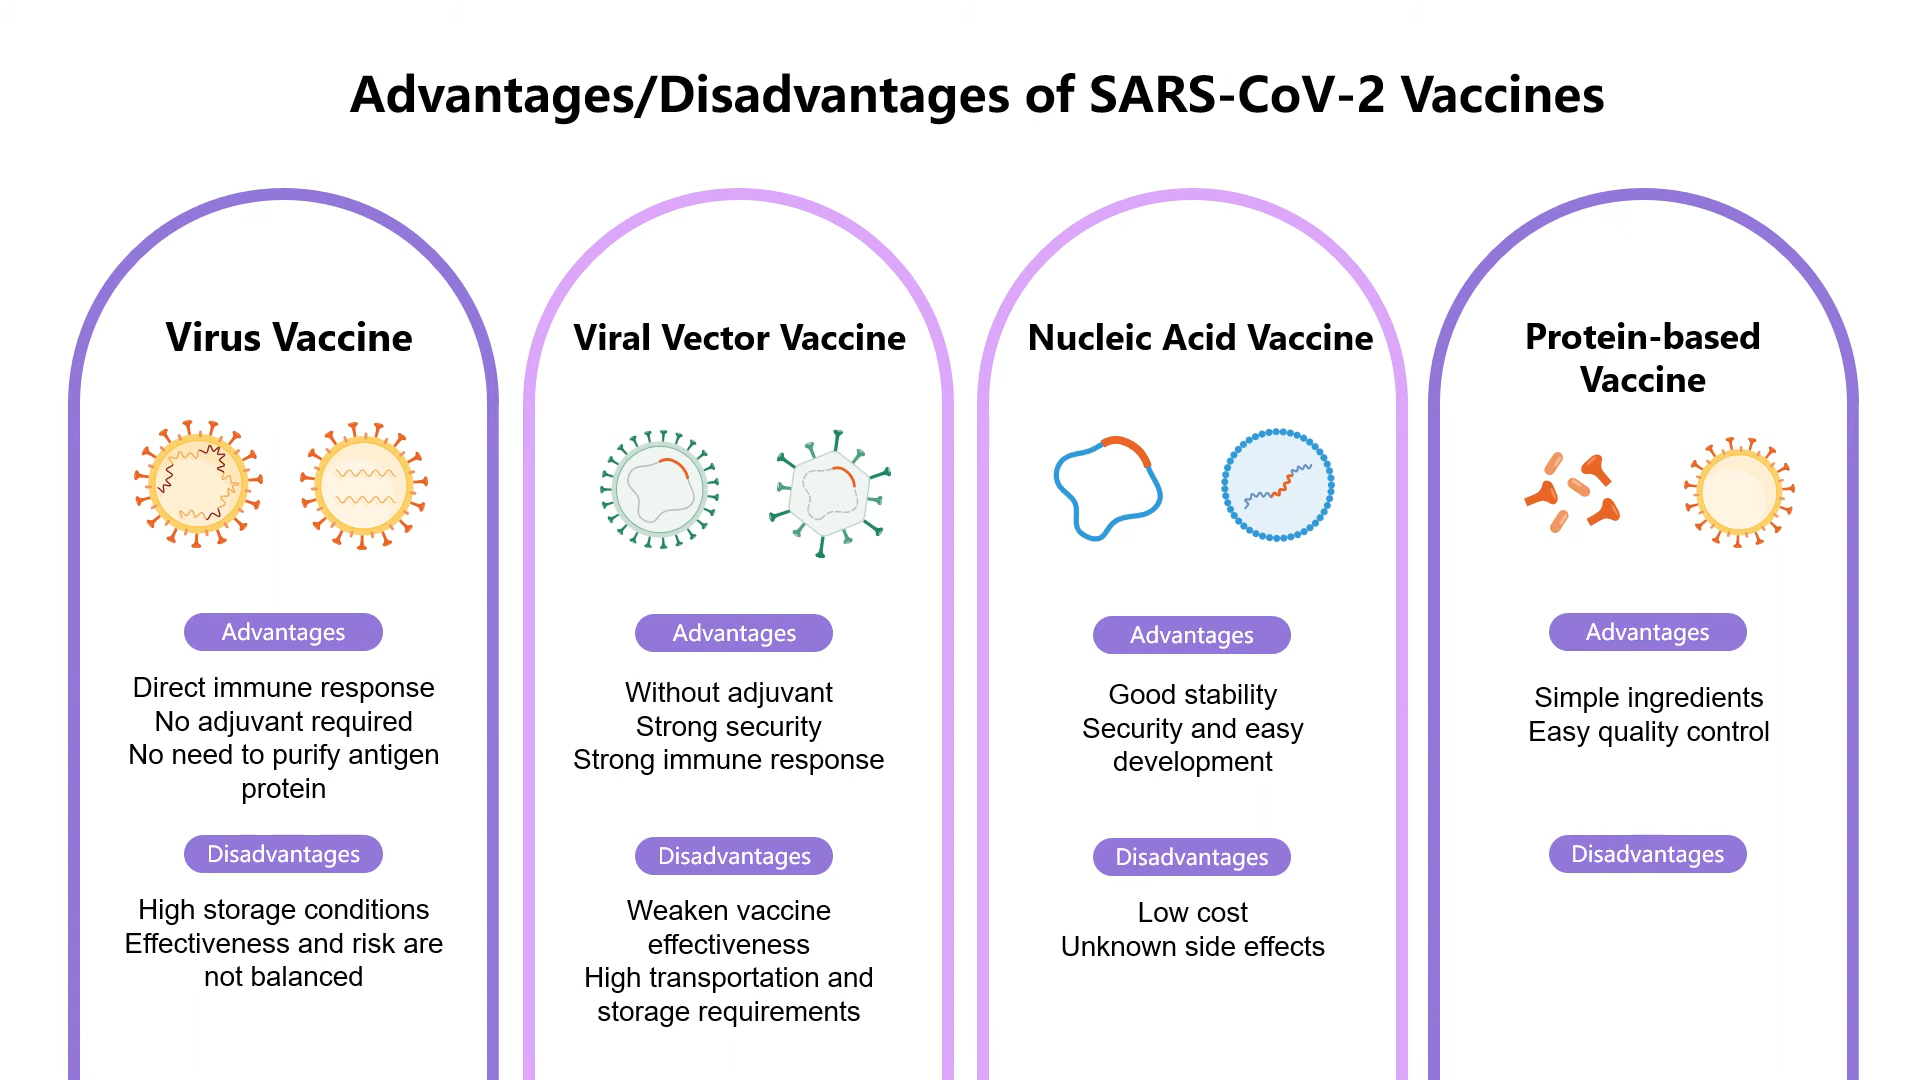 Advantages/Disadvantages of SARS-CoV-2 Vaccines
Virus Vaccine
Advantages
Direct immune response
No adjuvant required
No need to purify antigen
protein
Disadvantages
High storage conditions
Effectiveness and risk are
not balanced
Viral Vector Vaccine
Advantages
Without adjuvant
Strong security
Strong immune response
Disadvantages
Weaken vaccine
effectiveness
High transportation and
storage requirements
Nucleic Acid Vaccine
Advantages
Good stability
Security and easy
development
Disadvantages
Low cost
Unknown side effects
Protein-based
Vaccine
Advantages
Simple ingredients
Easy quality control
Disadvantages